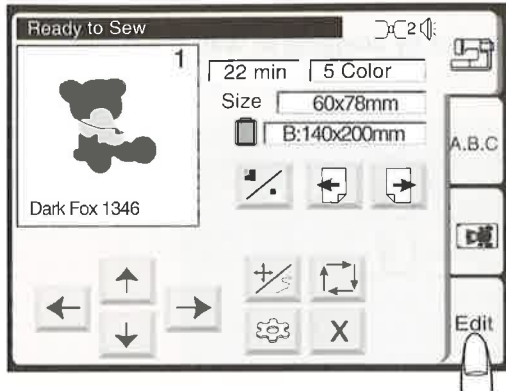 Ready to Sew
2
1
22 min
5 Color
Size
60x78mm
B:140x200mm
A.B.C
Dark Fox 1346
X
Edit